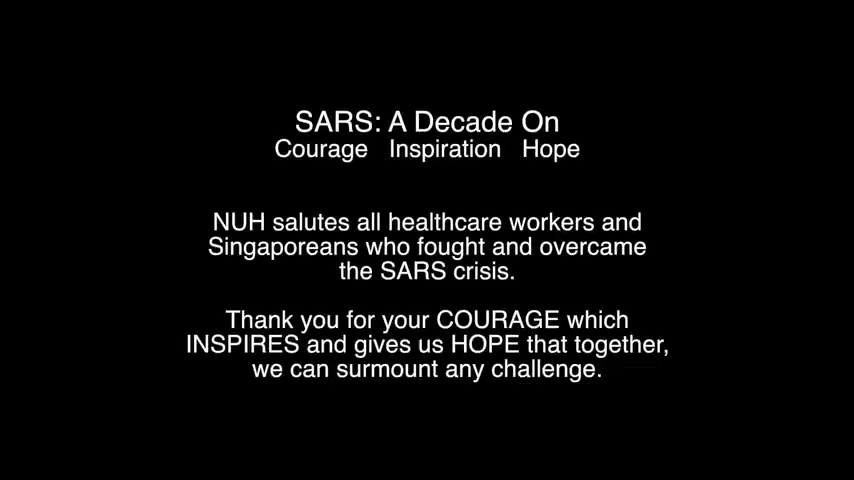 SARS: A Decade On
Courage Inspiration Hope
NUH salutes all healthcare workers and
Singaporeans who fought and overcame
the SARS crisis.
Thank you for your COURAGE which
INSPIRES and gives us HOPE that together,
we can surmount any challenge.